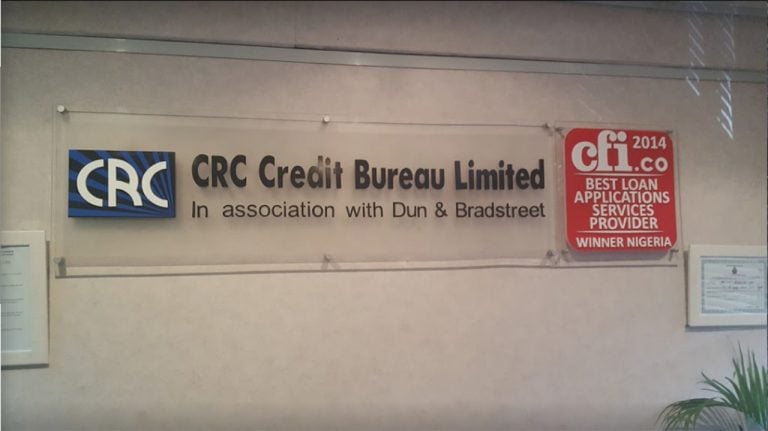 CRC
CRC Credit Bureau Limited
In association with Dun & Bradstreet
cfi.co 2014
BEST LOAN
APPLICATIONS
SERVICES
PROVIDER
WINNER NIGERIA